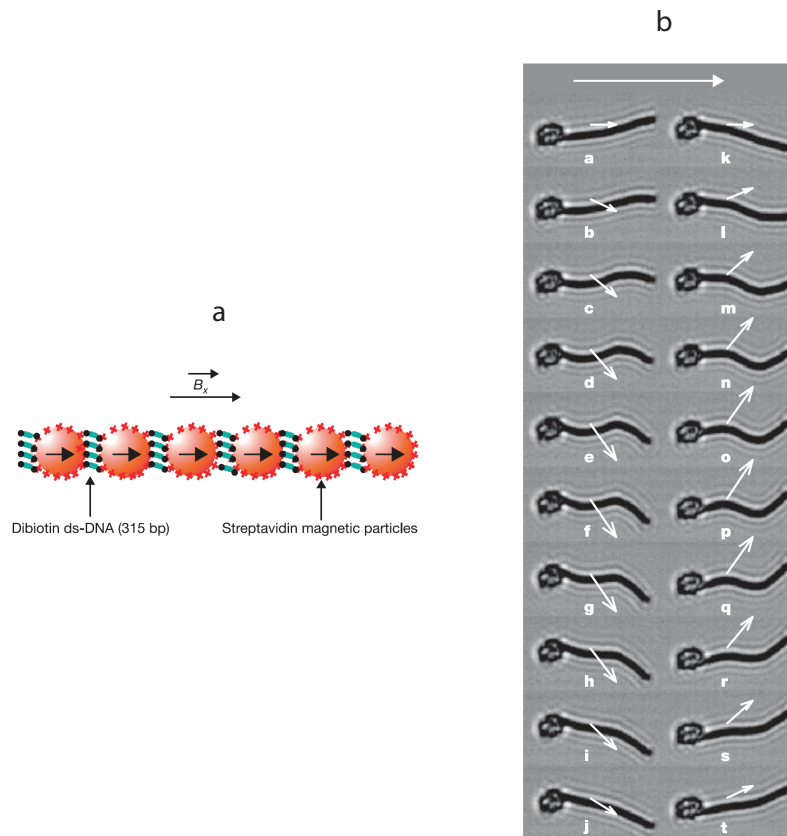 b
a
B_x
Dibiotin ds-DNA (315 bp)
Streptavidin magnetic particles
a
k
b
l
c
m
d
n
e
o
f
p
g
q
h
r
i
s
j
t